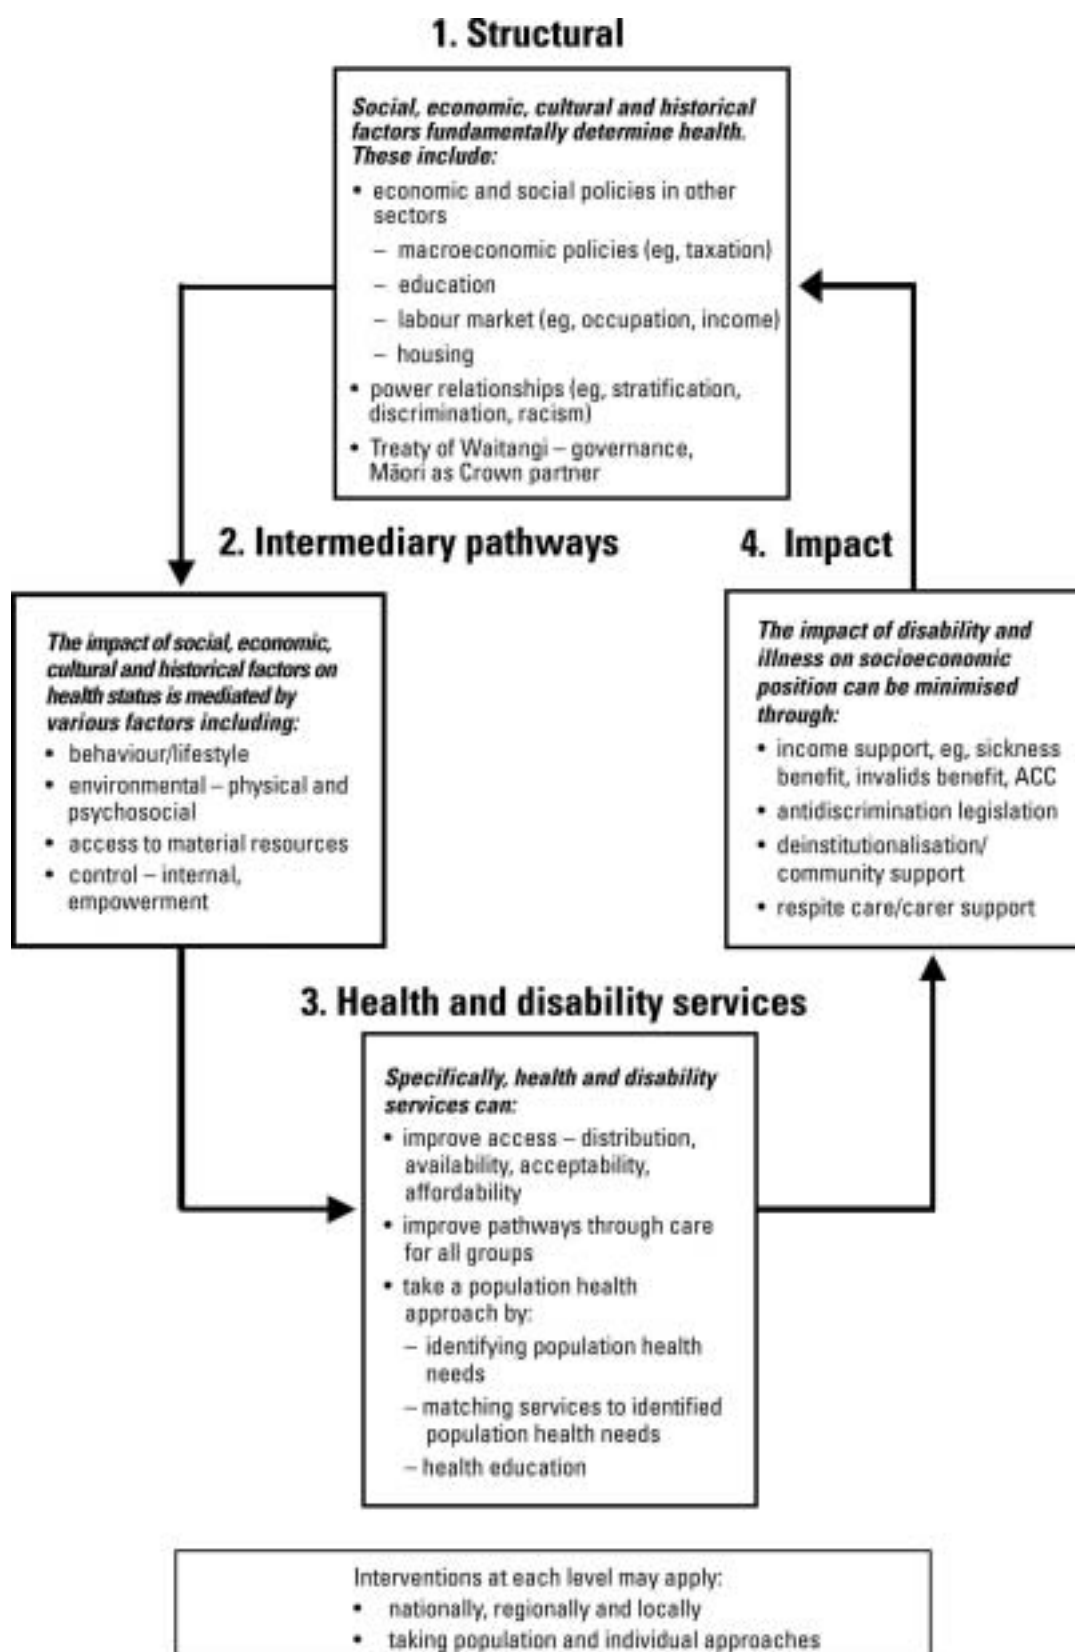 1. Structural
Social, economic, cultural and historical
factors fundamentally determine health.
These include:
• economic and social policies in other
sectors
– macroeconomic policies (eg, taxation)
– education
– labour market (eg, occupation, income)
– housing
• power relationships (eg, stratification,
discrimination, racism)
• Treaty of Waitangi – governance,
Māori as Crown partner
2. Intermediary pathways
The impact of social, economic,
cultural and historical factors on
health status is mediated by
various factors including:
• behaviour/lifestyle
• environmental – physical and
psychosocial
• access to material resources
• control – internal,
empowerment
3. Health and disability services
Specifically, health and disability
services can:
• improve access – distribution,
availability, acceptability,
affordability
• improve pathways through care
for all groups
• take a population health
approach by:
– identifying population health
needs
– matching services to identified
population health needs
– health education
4. Impact
The impact of disability and
illness on socioeconomic
position can be minimised
through:
• income support, eg, sickness
benefit, invalids benefit, ACC
• antidiscrimination legislation
• deinstitutionalisation/
community support
• respite care/carer support
Interventions at each level may apply:
• nationally, regionally and locally
• taking population and individual approaches